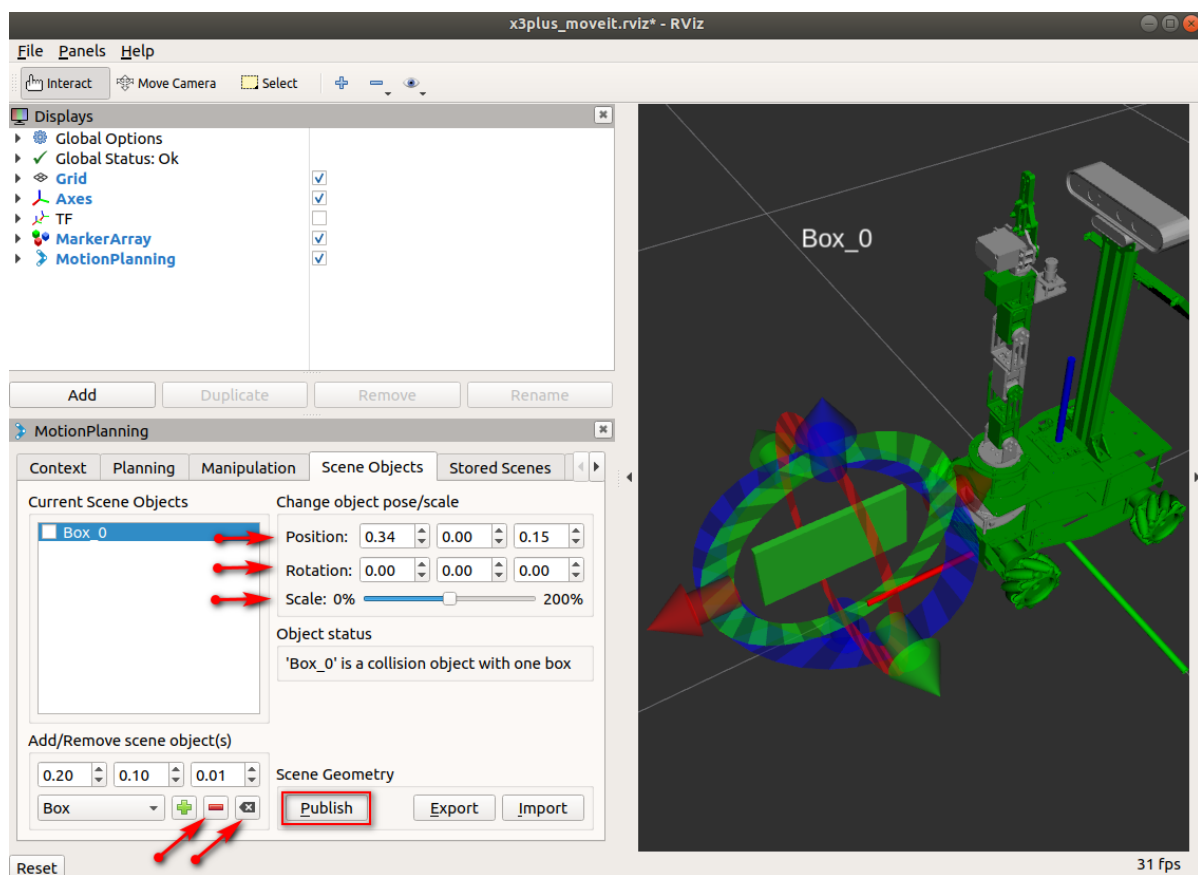 x3plus_moveit.rviz* - RViz
File Panels Help
Interact Move Camera Select
Displays
Global Options
Global Status: Ok
Grid
Axes
TF
MarkerArray
MotionPlanning
Add Duplicate Remove Rename
MotionPlanning
Context Planning Manipulation Scene Objects Stored Scenes
Current Scene Objects
Box_0
Change object pose/scale
Position: 0.34 0.00 0.15
Rotation: 0.00 0.00 0.00
Scale: 0% 200%
Object status
'Box_0' is a collision object with one box
Add/Remove scene object(s)
0.20 0.10 0.01
Box
Scene Geometry
Publish Export Import
Reset
Box_0
31 fps